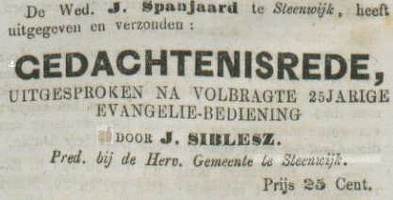 De Wed. J. Spanjaard te Steenwijk, heeft
uitgegeven en verzonden :
GEDACHTENISREDE,
UITGESPROKEN NA VOLBRAGTE 25JARIGE
EVANGELIE-BEDIENING
DOOR J. SIBLESZ.
Pred. bij de Herv. Gemeente te Steenwijk.
Prijs 25 Cent.